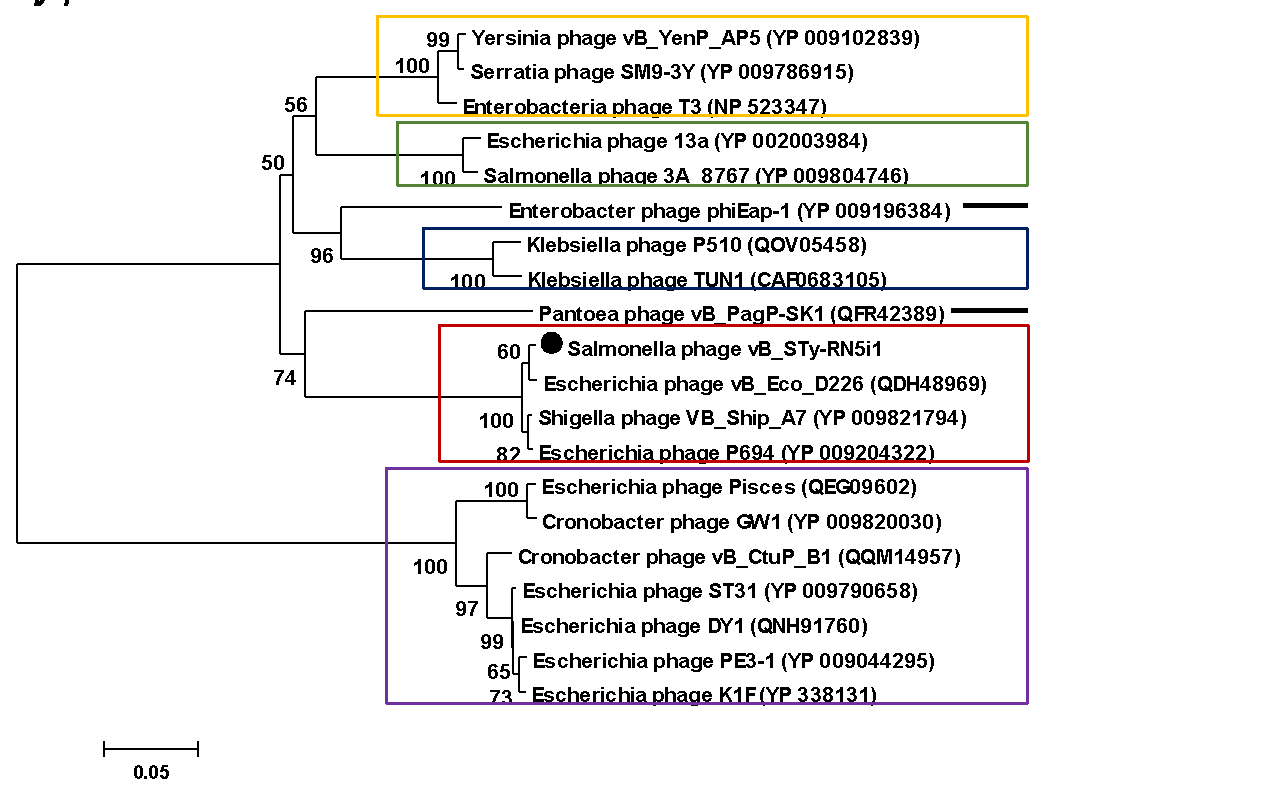 99 Yersinia phage vB_YenP_AP5 (YP 009102839)
100 Serratia phage SM9-3Y (YP 009786915)
Enterobacteria phage T3 (NP 523347)
56
Escherichia phage 13a (YP 002003984)
100 Salmonella phage 3A 8767 (YP 009804746)
50
Enterobacter phage phiEap-1 (YP 009196384)
96
Klebsiella phage P510 (QOV05458)
100 Klebsiella phage TUN1 (CAF0683105)
Pantoea phage vB_PagP-SK1 (QFR42389)
60 Salmonella phage vB_STy-RN5i1
74
Escherichia phage vB_Eco_D226 (QDH48969)
100 Shigella phage VB_Ship_A7 (YP 009821794)
82 Escherichia phage P694 (YP 009204322)
100 Escherichia phage Pisces (QEG09602)
Cronobacter phage GW1 (YP 009820030)
100
Cronobacter phage vB_CtuP_B1 (QQM14957)
97
Escherichia phage ST31 (YP 009790658)
99 Escherichia phage DY1 (QNH91760)
65 Escherichia phage PE3-1 (YP 009044295)
73 Escherichia phage K1F(YP 338131)
0.05